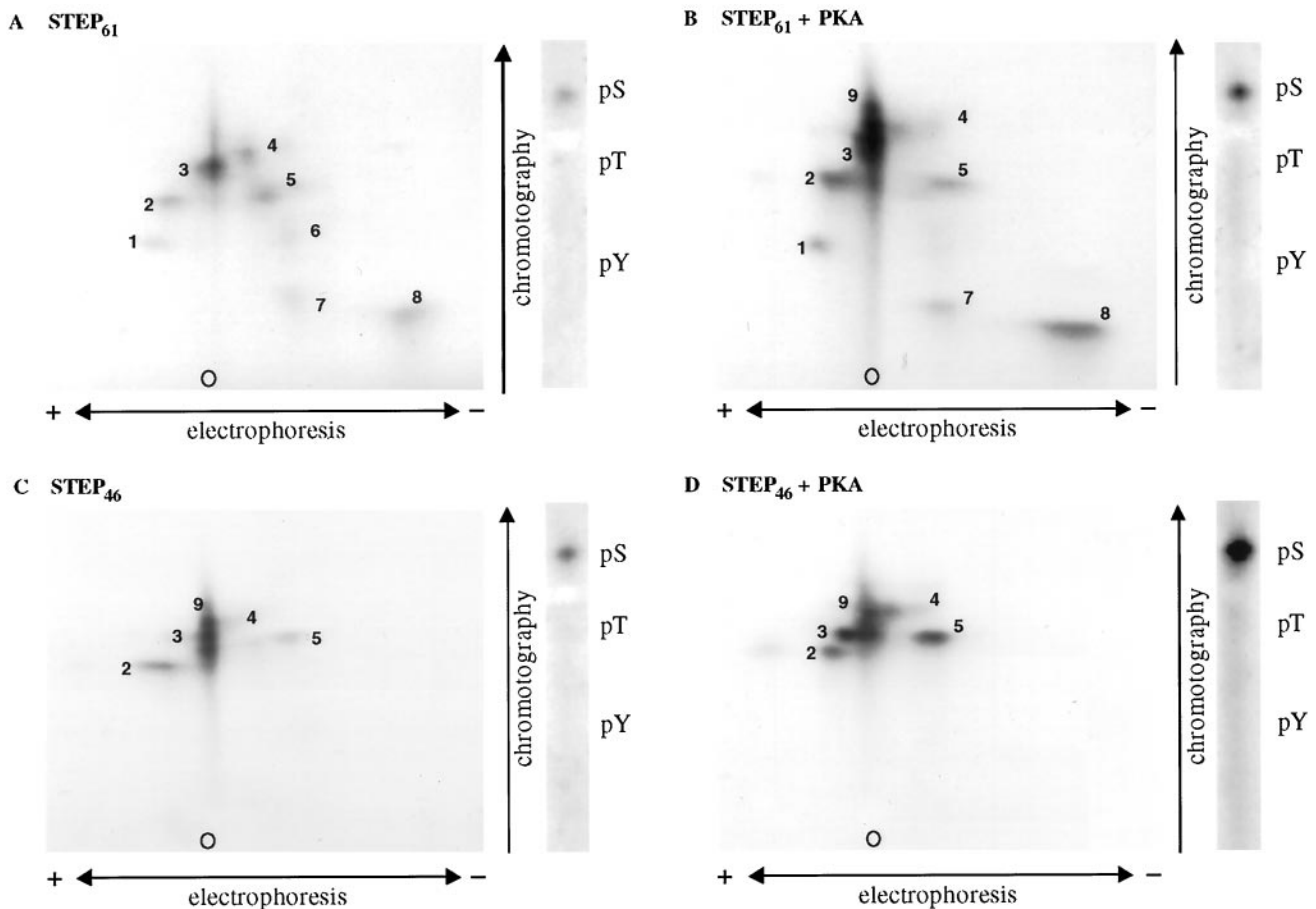 A STEP61
9
4
3
5
2
6
1
7
8
O
+ −
electrophoresis
chromotography
pS
pT
pY
B STEP61 + PKA
9
4
3
2
5
1
7
8
O
+ −
electrophoresis
chromotography
pS
pT
pY
C STEP46
9
4
3
5
2
O
+ −
electrophoresis
chromotography
pS
pT
pY
D STEP46 + PKA
9
4
3
5
2
O
+ −
electrophoresis
chromotography
pS
pT
pY